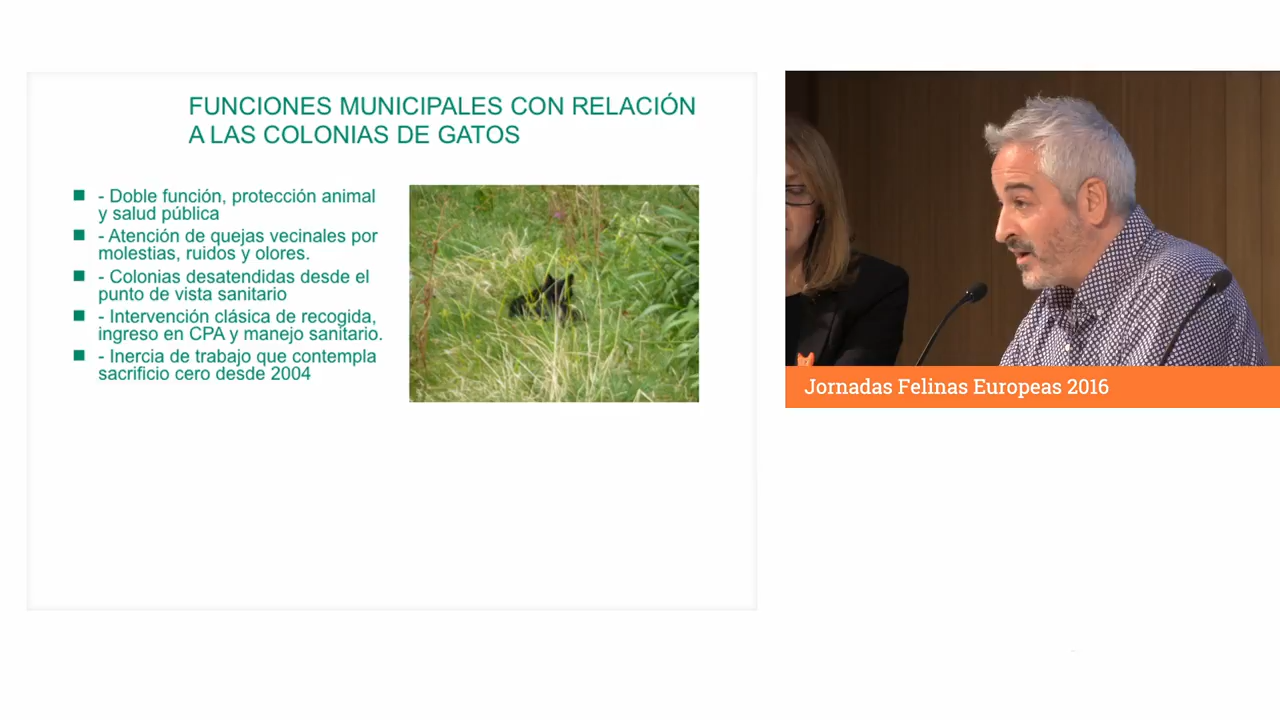 FUNCIONES MUNICIPALES CON RELACIÓN
A LAS COLONIAS DE GATOS
- Doble función, protección animal
y salud pública
- Atención de quejas vecinales por
molestias, ruidos y olores.
- Colonias desatendidas desde el
punto de vista sanitario
- Intervención clásica de recogida,
ingreso en CPA y manejo sanitario.
- Inercia de trabajo que contempla
sacrificio cero desde 2004
Jornadas Felinas Europeas 2016